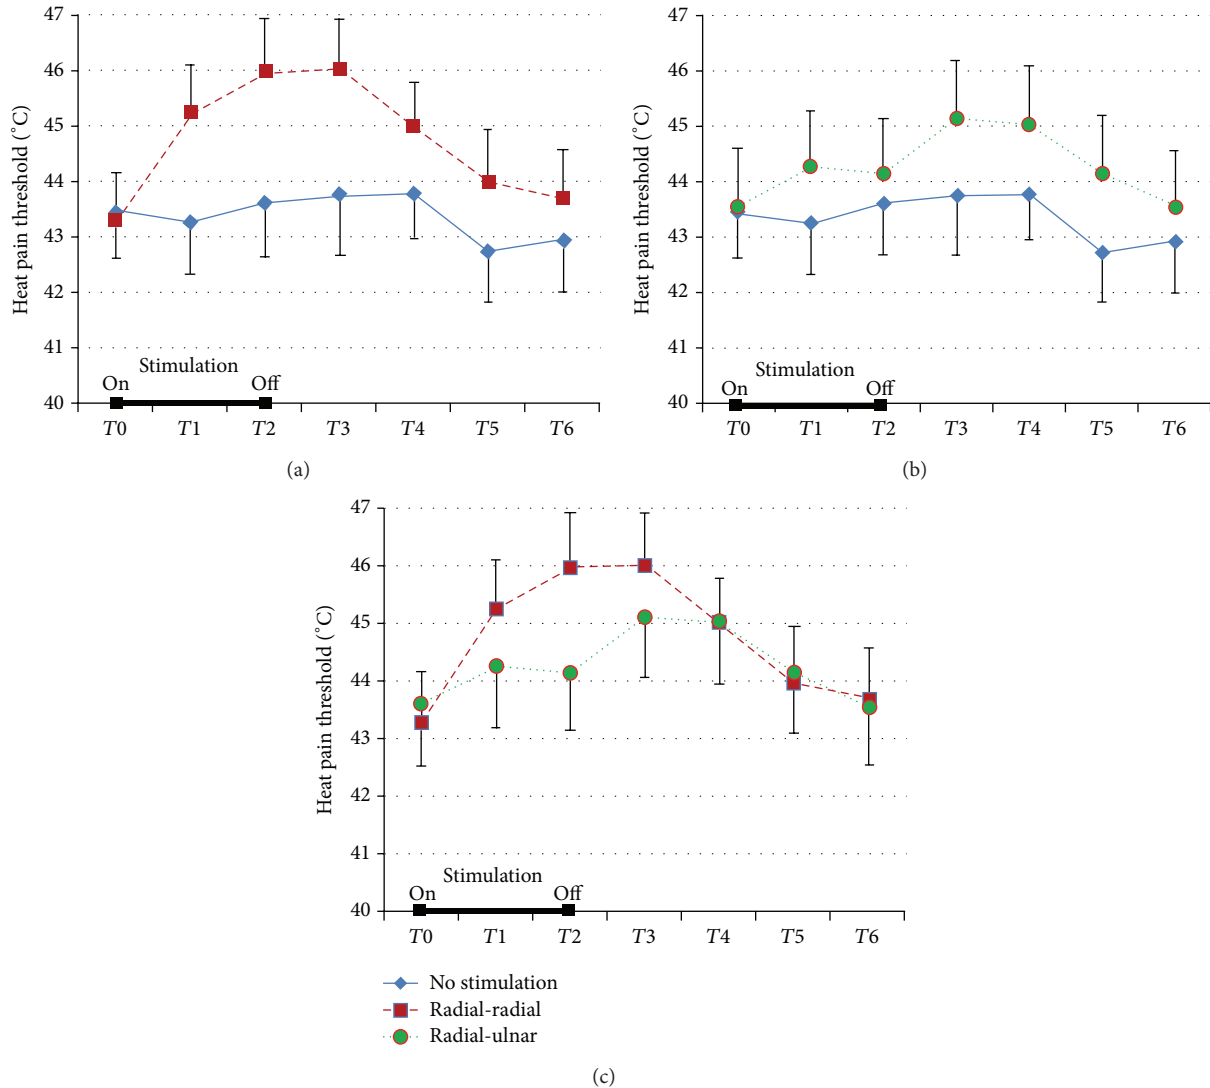 47
46
45
44
43
42
41
40
Heat pain threshold (˚C)
Stimulation
On Off
T0 T1 T2 T3 T4 T5 T6
(a)
47
46
45
44
43
42
41
40
Heat pain threshold (˚C)
Stimulation
On Off
T0 T1 T2 T3 T4 T5 T6
(b)
47
46
45
44
43
42
41
40
Heat pain threshold (˚C)
Stimulation
On Off
T0 T1 T2 T3 T4 T5 T6
No stimulation
Radial-radial
Radial-ulnar
(c)